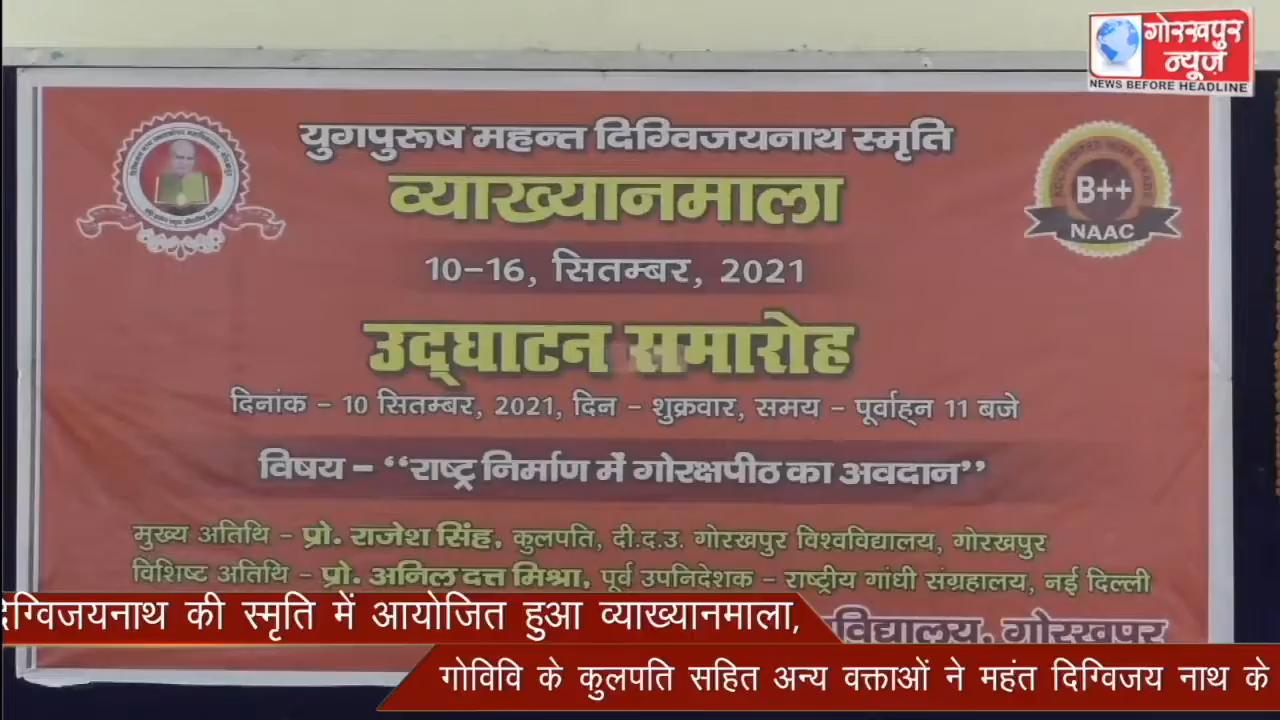 गोरखपुर
न्यूज़
NEWS BEFORE HEADLINE
युगपुरूष महन्त दिग्विजयनाथ स्मृति
व्याख्यानमाला
B++
NAAC
10-16, सितम्बर, 2021
उद्घाटन समारोह
दिनांक - 10 सितम्बर, 2021, दिन - शुक्रवार, समय - पूर्वाह्न 11 बजे
विषय - "राष्ट्र निर्माण में गोरक्षपीठ का अवदान"
मुख्य अतिथि - प्रो. राजेश सिंह, कुलपति, दी.द.उ. गोरखपुर विश्वविद्यालय, गोरखपुर
विशिष्ट अतिथि - प्रो. अनिल दत्त मिश्रा, पूर्व उपनिदेशक - राष्ट्रीय गांधी संग्रहालय, नई दिल्ली
विद्यालय, गोरखपुर
दिग्विजयनाथ की स्मृति में आयोजित हुआ व्याख्यानमाला,
गोविवि के कुलपति सहित अन्य वक्ताओं ने महंत दिग्विजय नाथ के